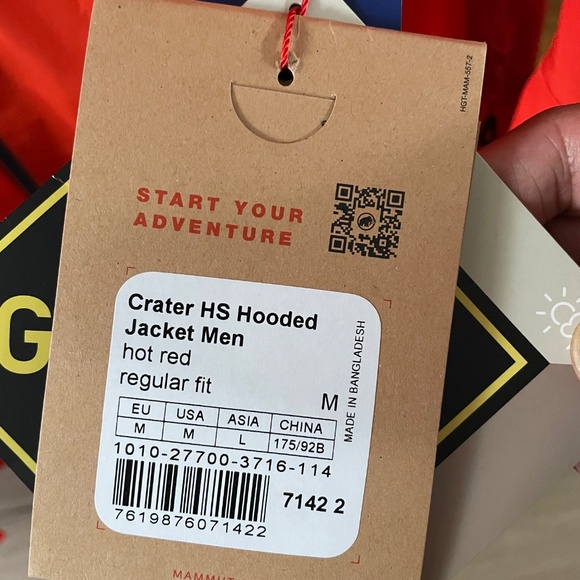 HGT-MAM-557-2
START YOUR
ADVENTURE
G
Crater HS Hooded
Jacket Men
hot red
regular fit
M
MADE IN BANGLADESH
EU USA ASIA CHINA
M M L 175/92B
1010-27700-3716-114
7142 2
7619876071422
MAMMUT